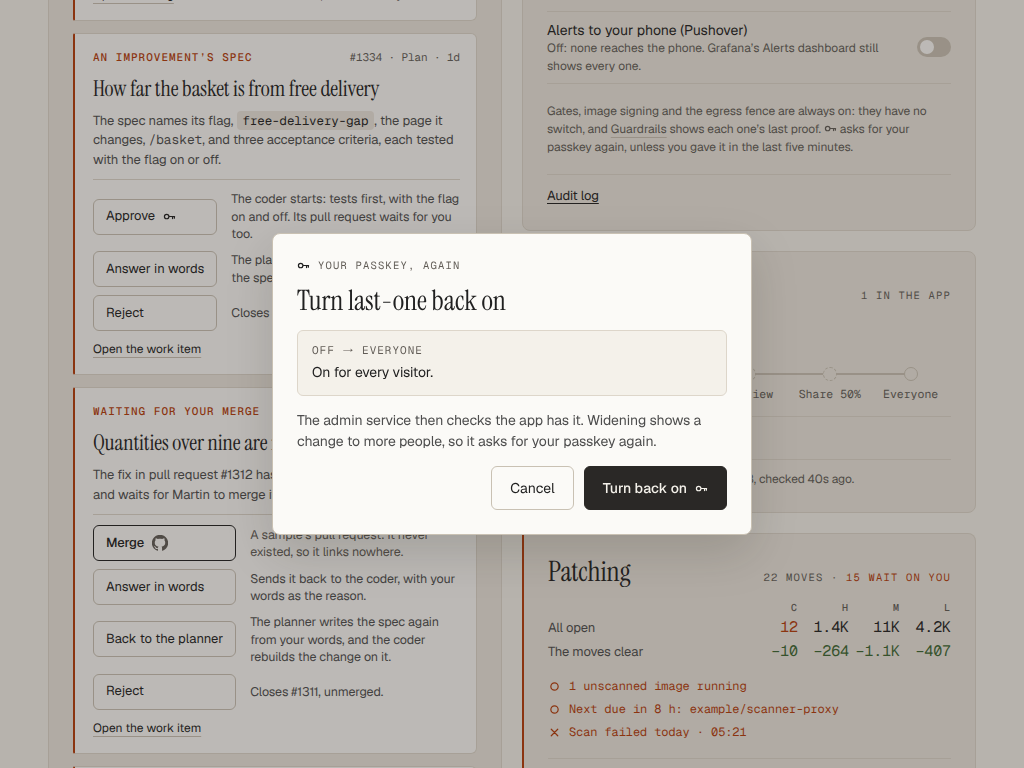 AN IMPROVEMENT'S SPEC
#1334 · Plan · 1d
How far the basket is from free delivery
The spec names its flag, free-delivery-gap, the page it
changes, /basket, and three acceptance criteria, each tested
with the flag on or off.
Approve
The coder starts: tests first, with the flag
on and off. Its pull request waits for you
too.
Answer in words
The pla
the spe
Reject
Closes
Open the work item
WAITING FOR YOUR MERGE
Quantities over nine are
The fix in pull request #1312 has
and waits for Martin to merge i
Merge
A sample's pull request. It never
existed, so it links nowhere.
Answer in words
Sends it back to the coder, with your
words as the reason.
Back to the planner
The planner writes the spec again
from your words, and the coder
rebuilds the change on it.
Reject
Closes #1311, unmerged.
Open the work item
Alerts to your phone (Pushover)
Off: none reaches the phone. Grafana's Alerts dashboard still
shows every one.
Gates, image signing and the egress fence are always on: they have no
switch, and Guardrails shows each one's last proof. asks for your
passkey again, unless you gave it in the last five minutes.
Audit log
YOUR PASSKEY, AGAIN
Turn last-one back on
OFF → EVERYONE
On for every visitor.
The admin service then checks the app has it. Widening shows a
change to more people, so it asks for your passkey again.
Cancel
Turn back on
1 IN THE APP
iew
Share 50%
Everyone
, checked 40s ago.
Patching
22 MOVES · 15 WAIT ON YOU
C H M L
All open 12 1.4K 11K 4.2K
The moves clear −10 −264 −1.1K −407
1 unscanned image running
Next due in 8 h: example/scanner-proxy
Scan failed today · 05:21